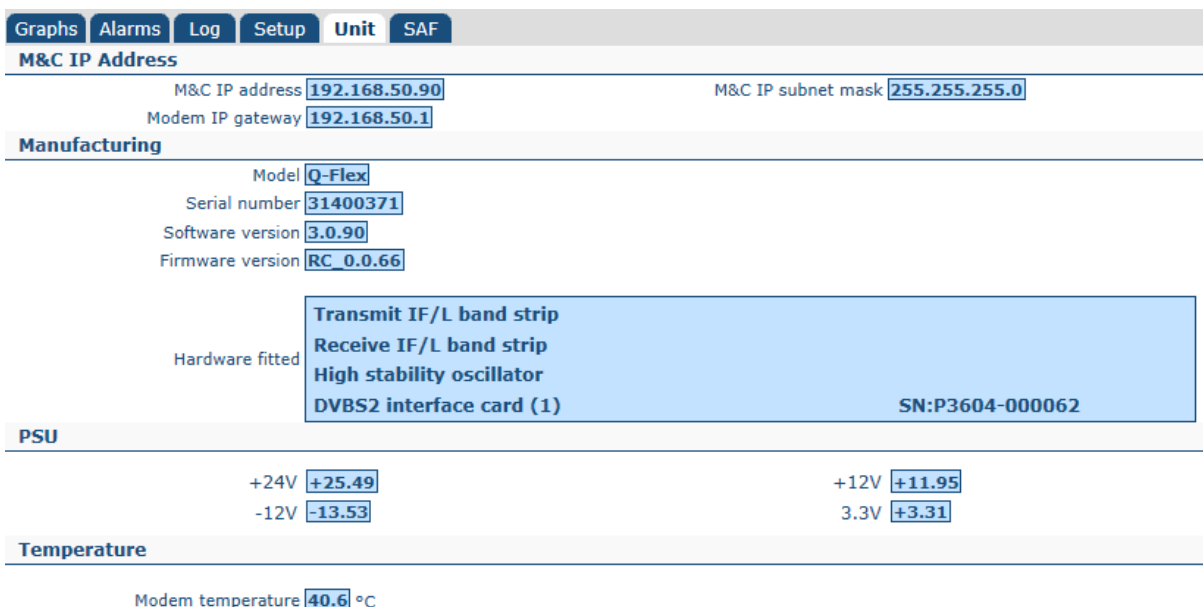 Graphs Alarms Log Setup Unit SAF
M&C IP Address
M&C IP address 192.168.50.90 M&C IP subnet mask 255.255.255.0
Modem IP gateway 192.168.50.1
Manufacturing
Model Q-Flex
Serial number 31400371
Software version 3.0.90
Firmware version RC_0.0.66
Transmit IF/L band strip
Receive IF/L band strip
Hardware fitted
High stability oscillator
DVBS2 interface card (1) SN:P3604-000062
PSU
+24V +25.49 +12V +11.95
-12V -13.53 3.3V +3.31
Temperature
Modem temperature 40.6 °C